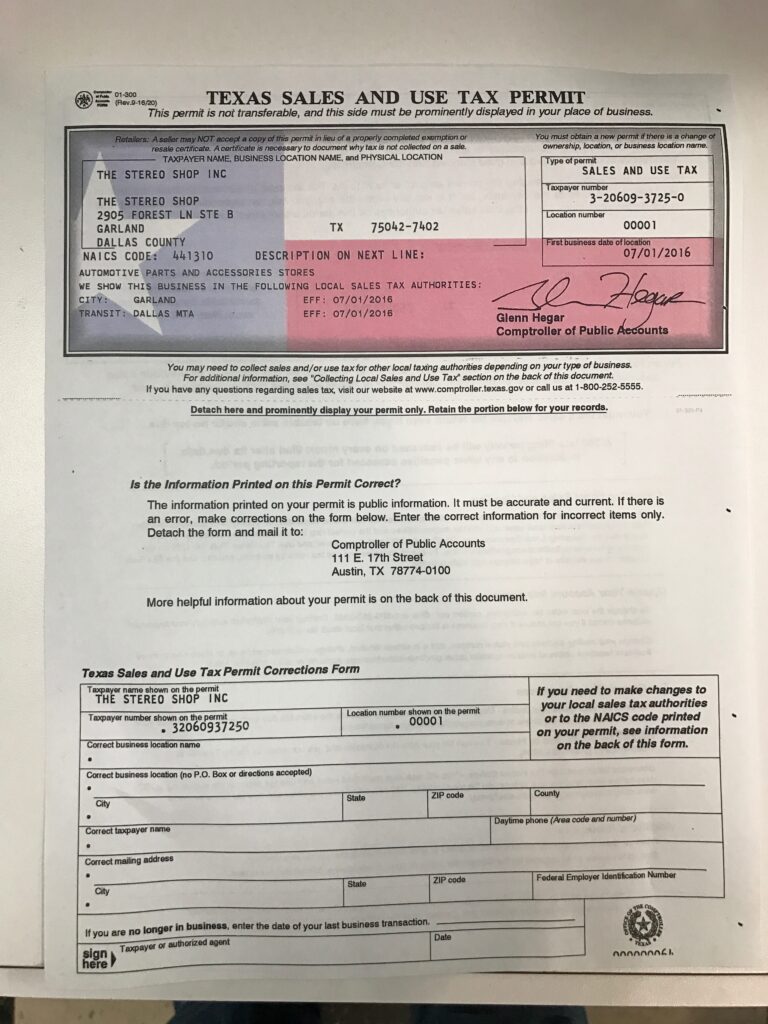 01-300
(Rev.9-16/20)
TEXAS SALES AND USE TAX PERMIT
This permit is not transferable, and this side must be prominently displayed in your place of business.
Retailers: A seller may NOT accept a copy of this permit in lieu of a properly completed exemption or
resale certificate. A certificate is necessary to document why tax is not collected on a sale.
You must obtain a new permit if there is a change of
ownership, location, or business location name.
TAXPAYER NAME, BUSINESS LOCATION NAME, and PHYSICAL LOCATION
THE STEREO SHOP INC
THE STEREO SHOP
2905 FOREST LN STE B
GARLAND TX 75042-7402
DALLAS COUNTY
Type of permit
SALES AND USE TAX
Taxpayer number
3-20609-3725-0
Location number
00001
First business date of location
07/01/2016
NAICS CODE: 441310 DESCRIPTION ON NEXT LINE:
AUTOMOTIVE PARTS AND ACCESSORIES STORES
WE SHOW THIS BUSINESS IN THE FOLLOWING LOCAL SALES TAX AUTHORITIES:
CITY: GARLAND EFF: 07/01/2016
TRANSIT: DALLAS MTA EFF: 07/01/2016
Glenn Hegar
Glenn Hegar
Comptroller of Public Accounts
You may need to collect sales and/or use tax for other local taxing authorities depending on your type of business.
For additional information, see "Collecting Local Sales and Use Tax" section on the back of this document.
If you have any questions regarding sales tax, visit our website at www.comptroller.texas.gov or call us at 1-800-252-5555.
Detach here and prominently display your permit only. Retain the portion below for your records.
Is the Information Printed on this Permit Correct?
The information printed on your permit is public information. It must be accurate and current. If there is
an error, make corrections on the form below. Enter the correct information for incorrect items only.
Detach the form and mail it to:
Comptroller of Public Accounts
111 E. 17th Street
Austin, TX 78774-0100
More helpful information about your permit is on the back of this document.
Texas Sales and Use Tax Permit Corrections Form
Taxpayer name shown on the permit
THE STEREO SHOP INC
Taxpayer number shown on the permit
32060937250
Location number shown on the permit
00001
If you need to make changes to
your local sales tax authorities
or to the NAICS code printed
on your permit, see information
on the back of this form.
Correct business location name
Correct business location (no P.O. Box or directions accepted)
City State ZIP code County
Correct taxpayer name
Daytime phone (Area code and number)
Correct mailing address
City State ZIP code Federal Employer Identification Number
If you are no longer in business, enter the date of your last business transaction.
sign
here
Taxpayer or authorized agent Date